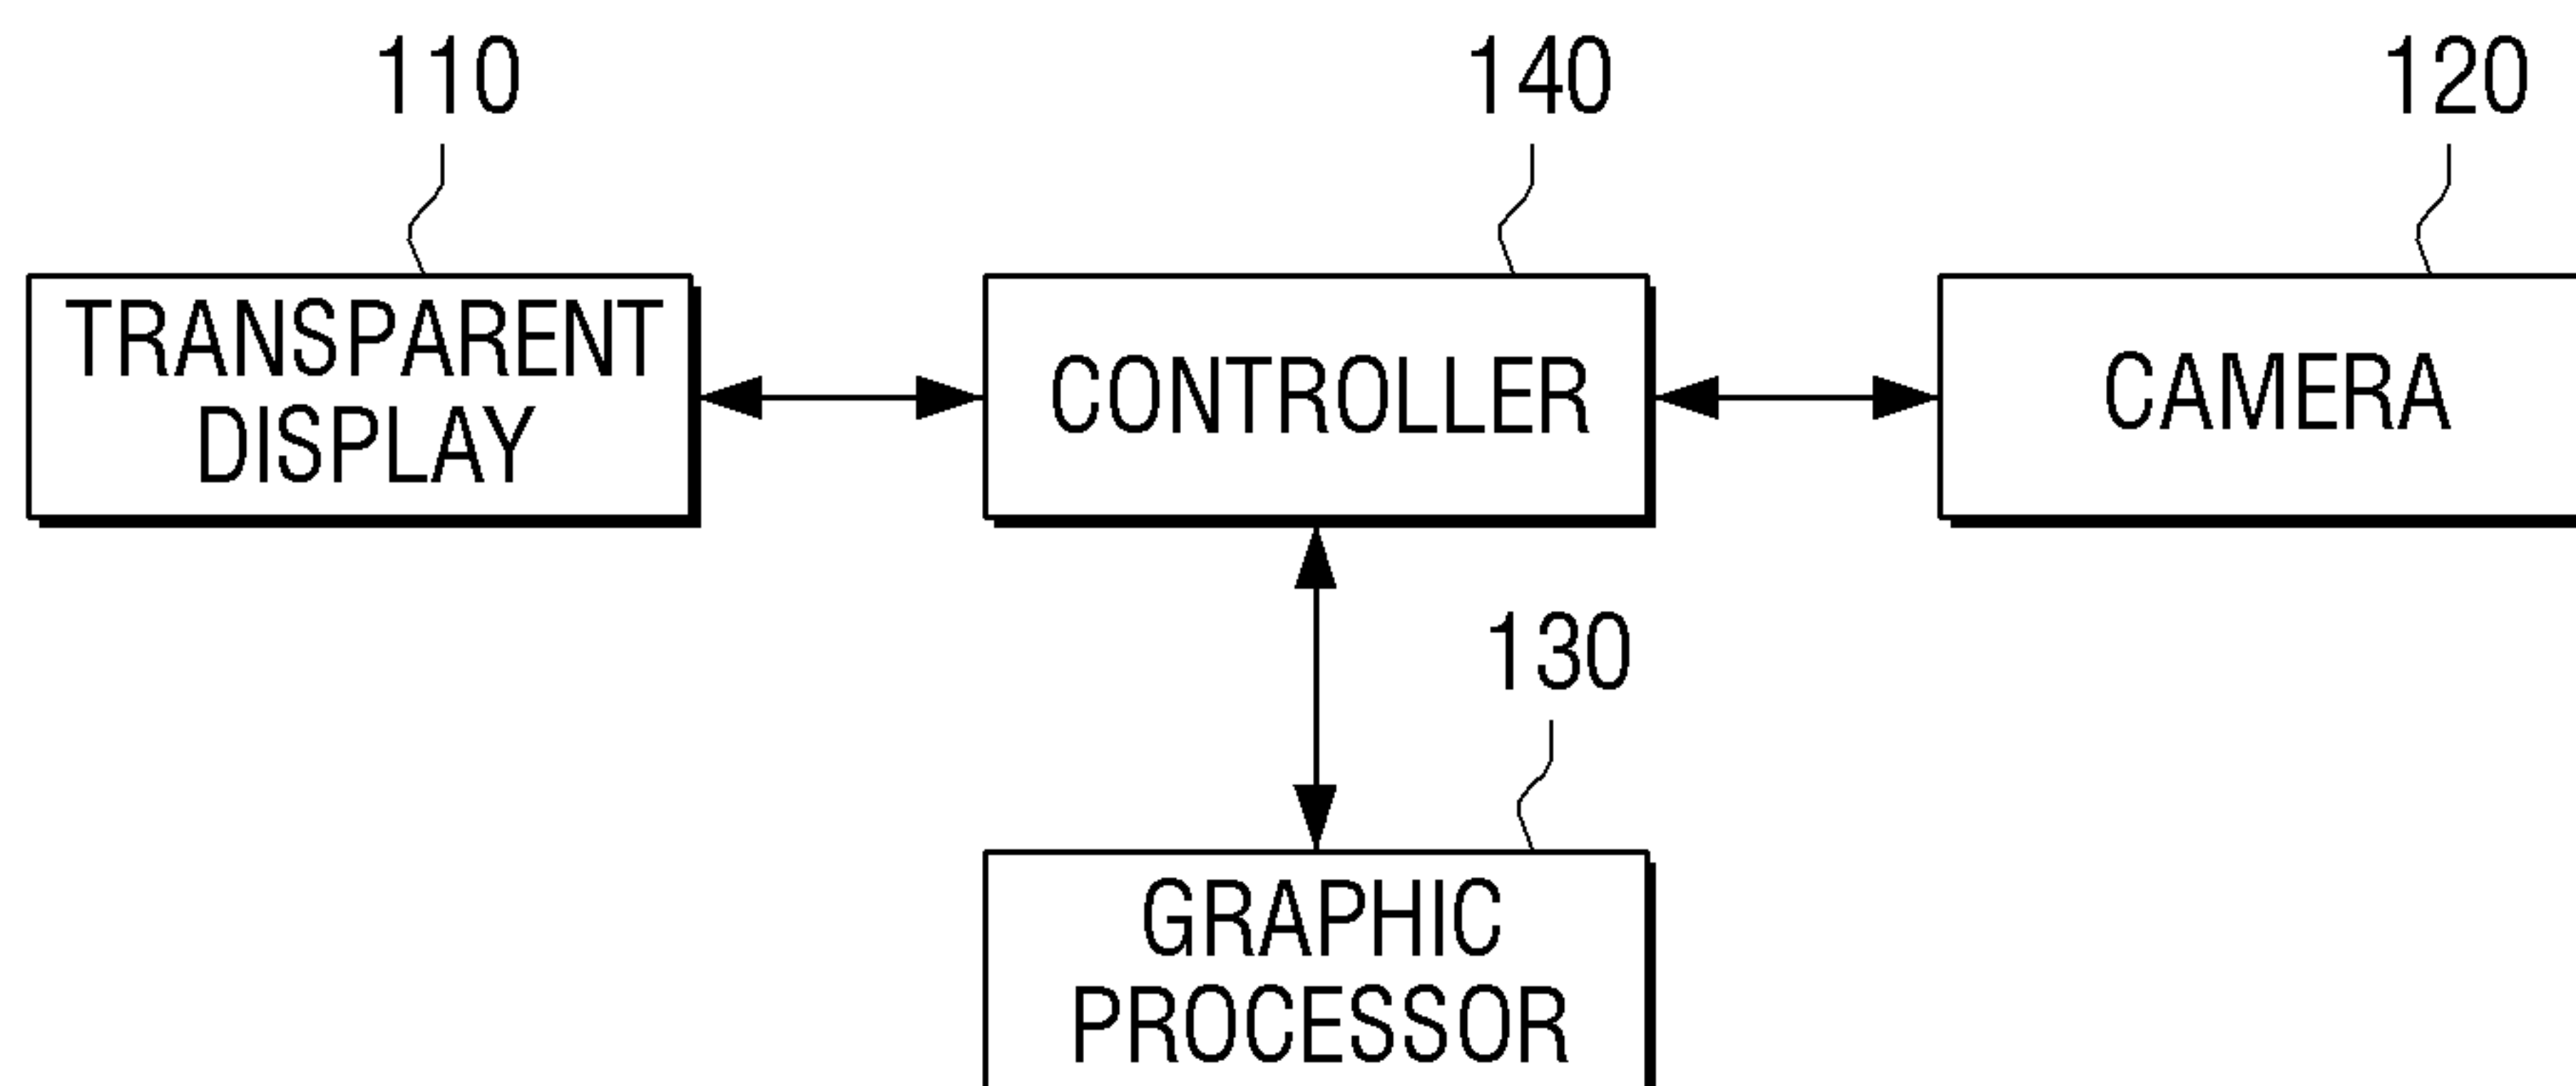 110
140
120
TRANSPARENT
DISPLAY
CONTROLLER
CAMERA
130
GRAPHIC
PROCESSOR